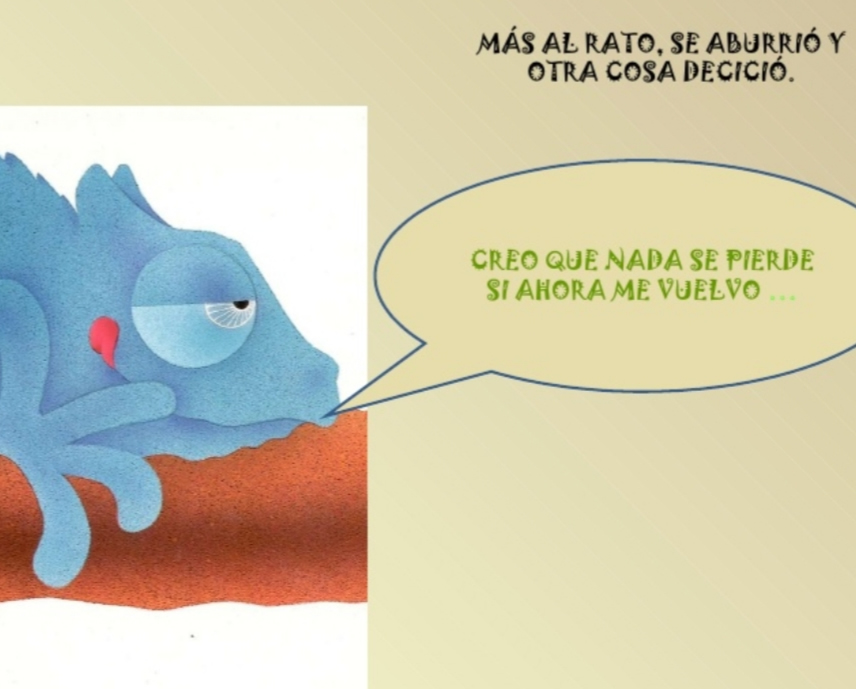 MÁS AL RATO, SE ABURRIÓ Y
OTRA COSA DECICIÓ.
CREO QUE NADA SE PIERDE
SI AHORA ME VUELVO ...